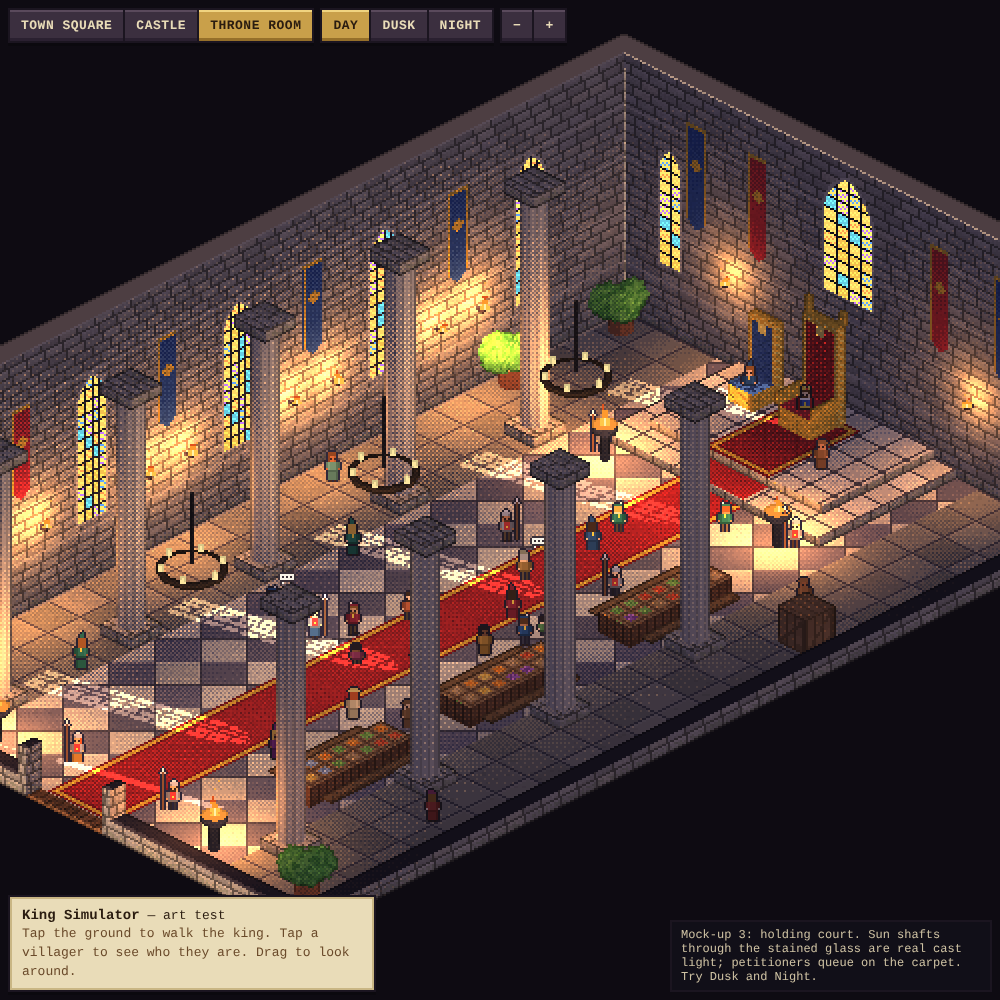 TOWN SQUARE CASTLE THRONE ROOM DAY DUSK NIGHT − +
King Simulator — art test
Tap the ground to walk the king. Tap a
villager to see who they are. Drag to look
around.
Mock-up 3: holding court. Sun shafts
through the stained glass are real cast
light; petitioners queue on the carpet.
Try Dusk and Night.